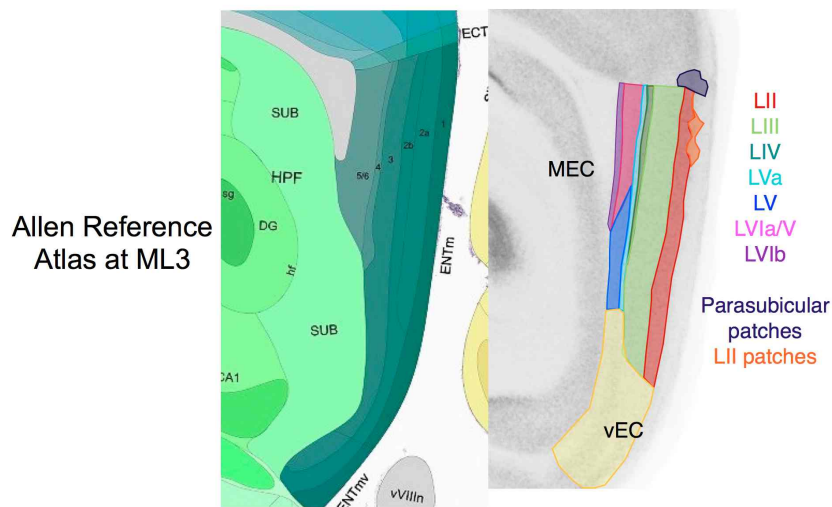 Allen Reference
Atlas at ML3
ECT
SUB
1
2a
2b
3
4
5/6
HPF
sg
DG
hf
ENTm
SUB
CA1
ENTmv
vVIIIn
MEC
vEC
LII
LIII
LIV
LVa
LV
LVIa/V
LVIb
Parasubicular
patches
LII patches